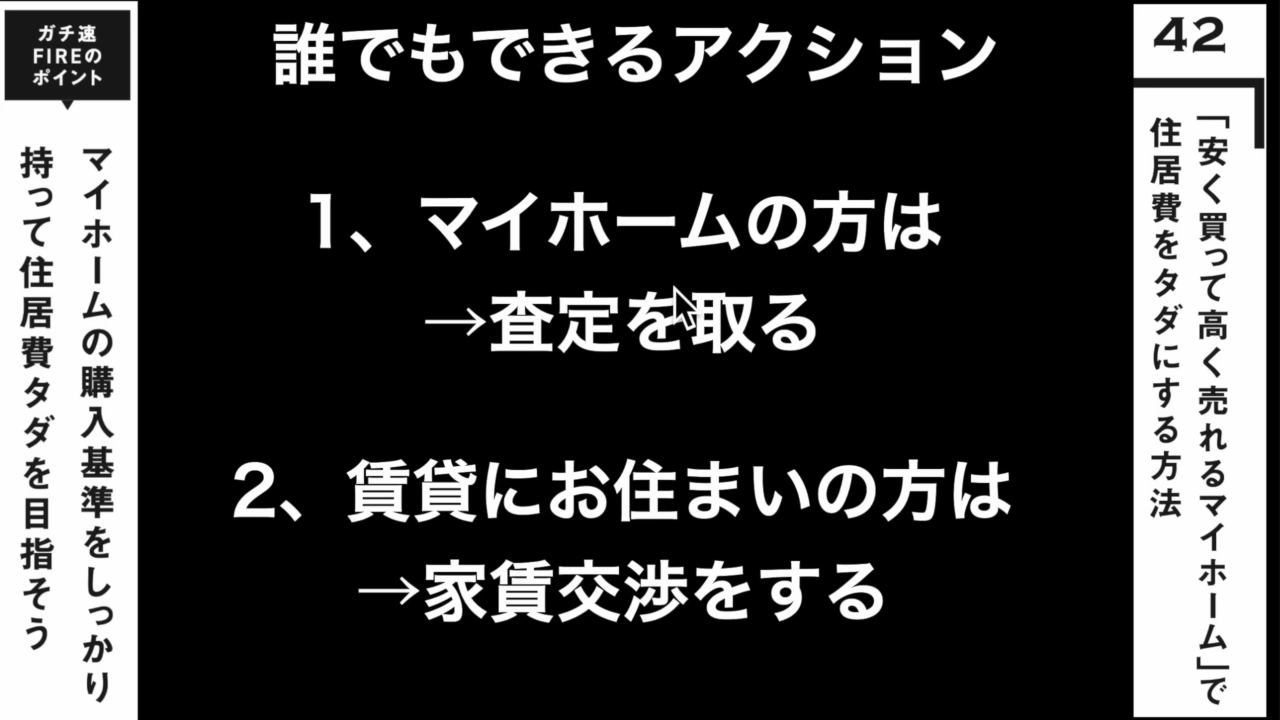 42
「安く買って高く売れるマイホーム」で
住居費をタダにする方法
誰でもできるアクション
1、マイホームの方は
→査定を取る
2、賃貸にお住まいの方は
→家賃交渉をする
ガチ速
FIREの
ポイント
マイホームの購入基準をしっかり
持って住居費タダを目指そう